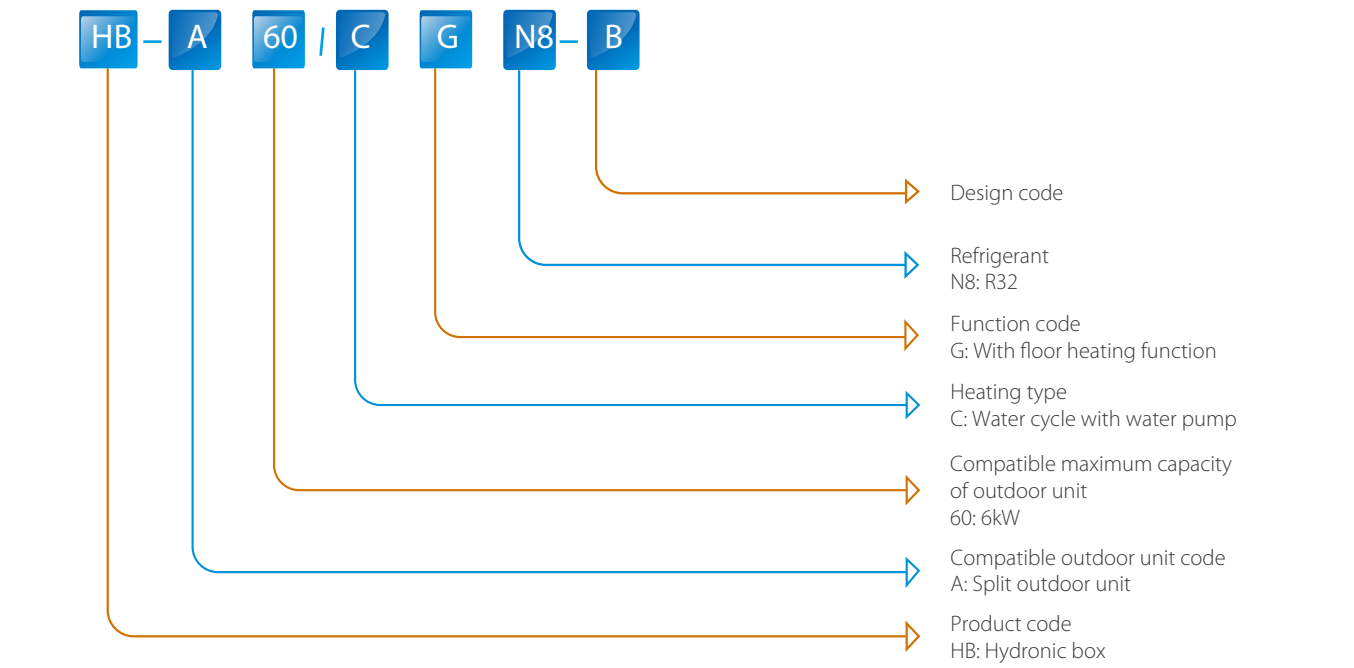 HB – A 60 / C G N8 – B
Design code
Refrigerant
N8: R32
Function code
G: With floor heating function
Heating type
C: Water cycle with water pump
Compatible maximum capacity
of outdoor unit
60: 6kW
Compatible outdoor unit code
A: Split outdoor unit
Product code
HB: Hydronic box